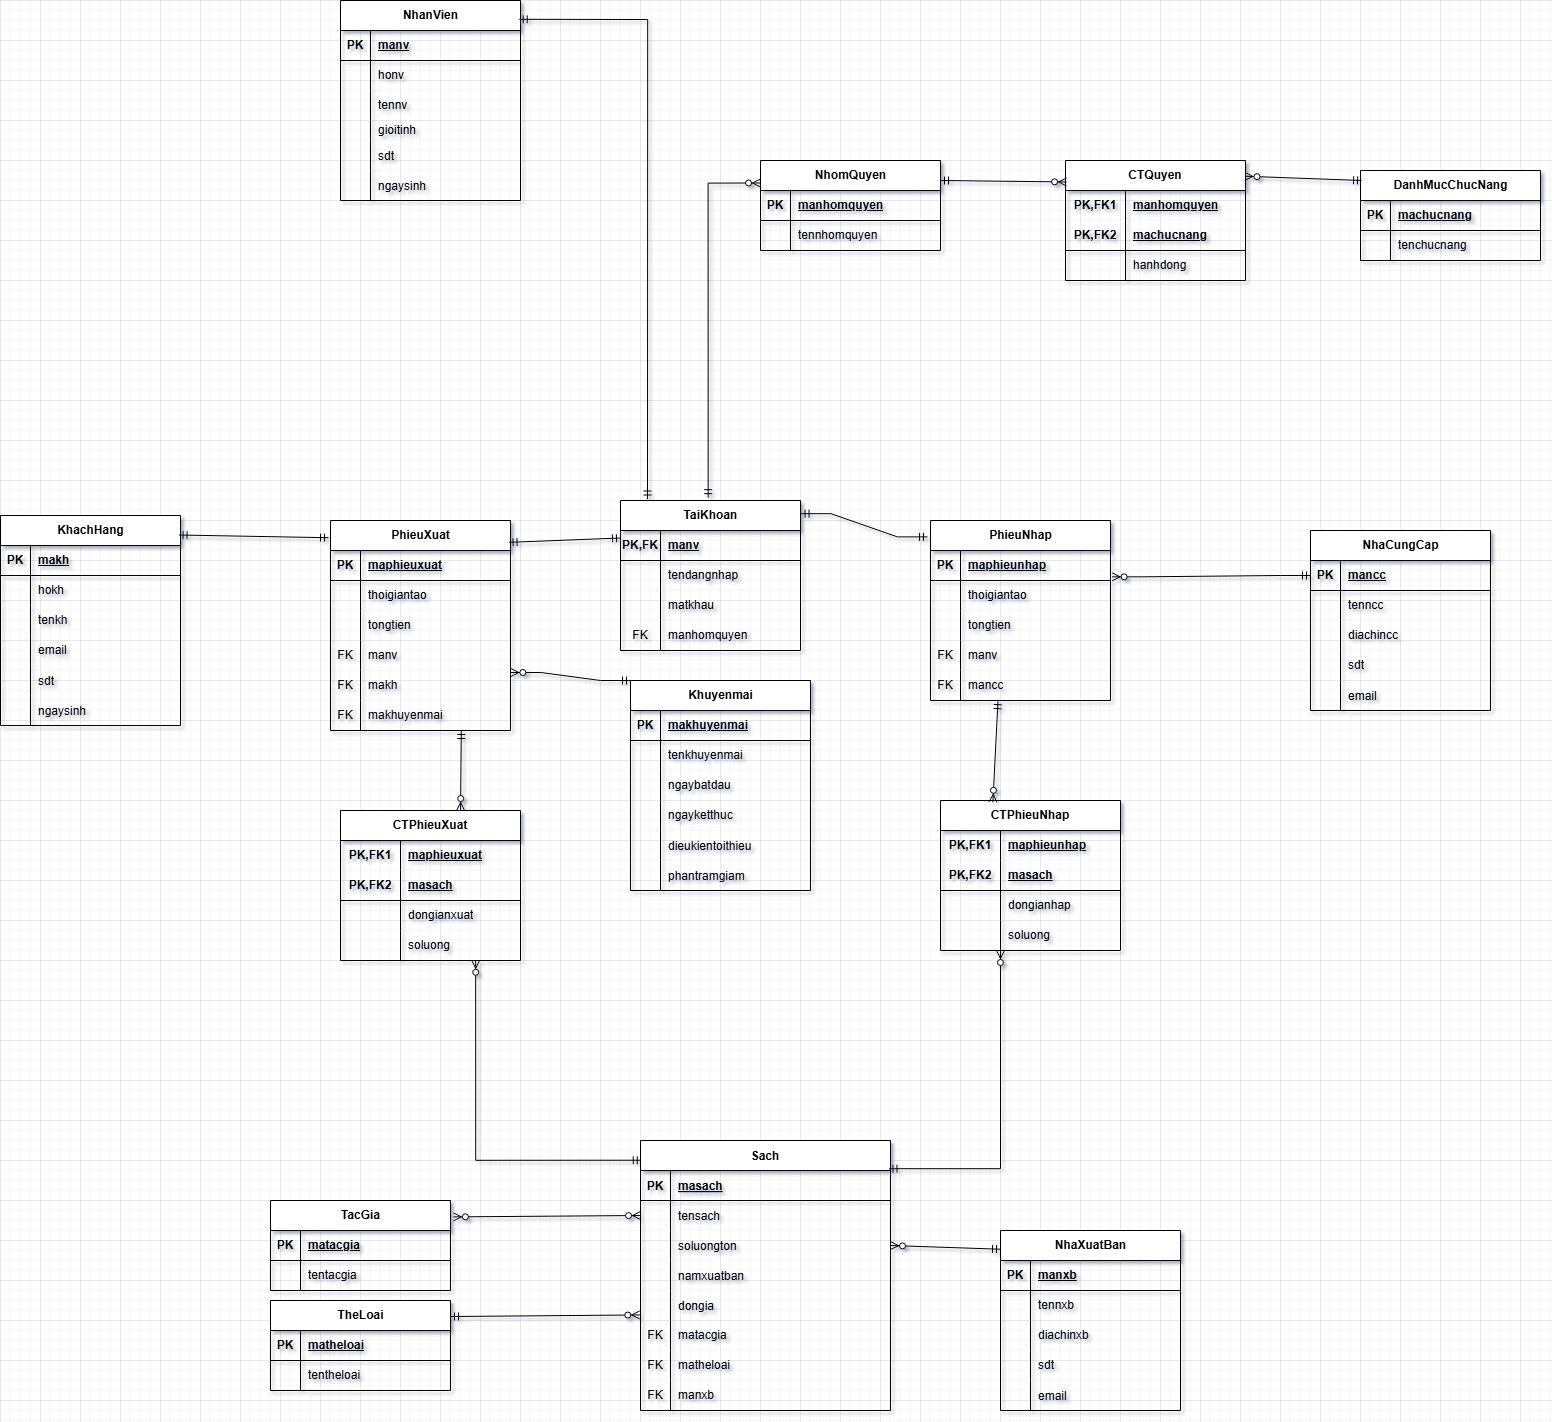 NhanVien
PK manv
honv
tennv
gioitinh
sdt
ngaysinh
NhomQuyen
PK manhomquyen
tennhomquyen
CTQuyen
PK,FK1 manhomquyen
PK,FK2 machucnang
hanhdong
DanhMucChucNang
PK machucnang
tenchucnang
KhachHang
PK makh
hokh
tenkh
email
sdt
ngaysinh
PhieuXuat
PK maphieuxuat
thoigiantao
tongtien
FK manv
FK makh
FK makhuyenmai
TaiKhoan
PK,FK manv
tendangnhap
matkhau
FK manhomquyen
PhieuNhap
PK maphieunhap
thoigiantao
tongtien
FK manv
FK mancc
NhaCungCap
PK mancc
tenncc
diachincc
sdt
email
Khuyenmai
PK makhuyenmai
tenkhuyenmai
ngaybatdau
ngayketthuc
dieukientoithieu
phantramgiam
CTPhieuXuat
PK,FK1 maphieuxuat
PK,FK2 masach
dongianxuat
soluong
CTPhieuNhap
PK,FK1 maphieunhap
PK,FK2 masach
dongianhap
soluong
Sach
PK masach
tensach
soluongton
namxuatban
dongia
FK matacgia
FK matheloai
FK manxb
TacGia
PK matacgia
tentacgia
TheLoai
PK matheloai
tentheloai
NhaXuatBan
PK manxb
tennxb
diachinxb
sdt
email